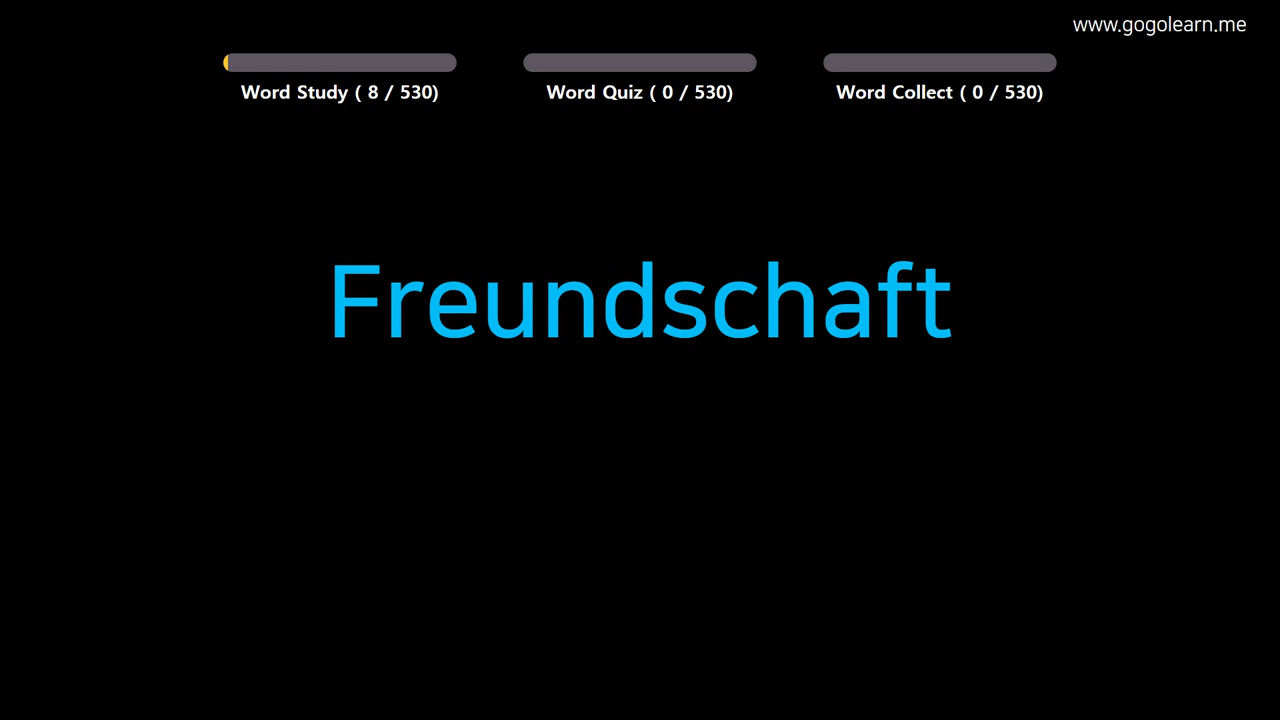 www.gogolearn.me
Word Study ( 8 / 530)
Word Quiz ( 0 / 530)
Word Collect ( 0 / 530)
Freundschaft